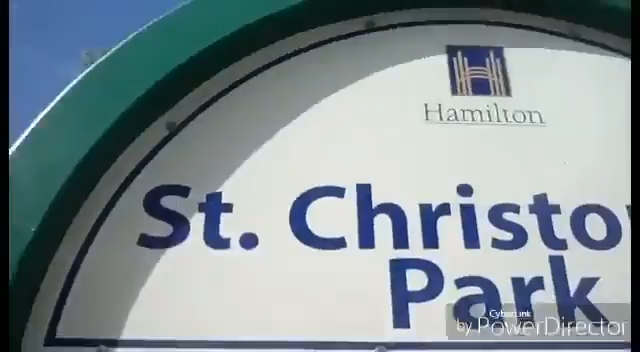 Hamilton
St. Christo
Park
CyberLink
by PowerDirector